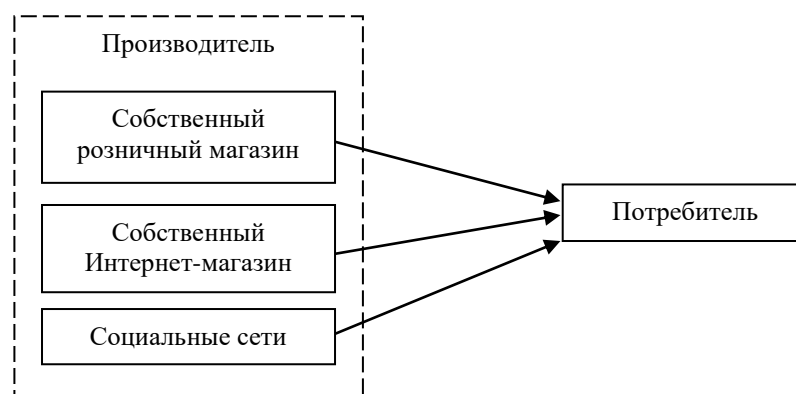 Производитель
Собственный
розничный магазин
Собственный
Интернет-магазин
Социальные сети
Потребитель